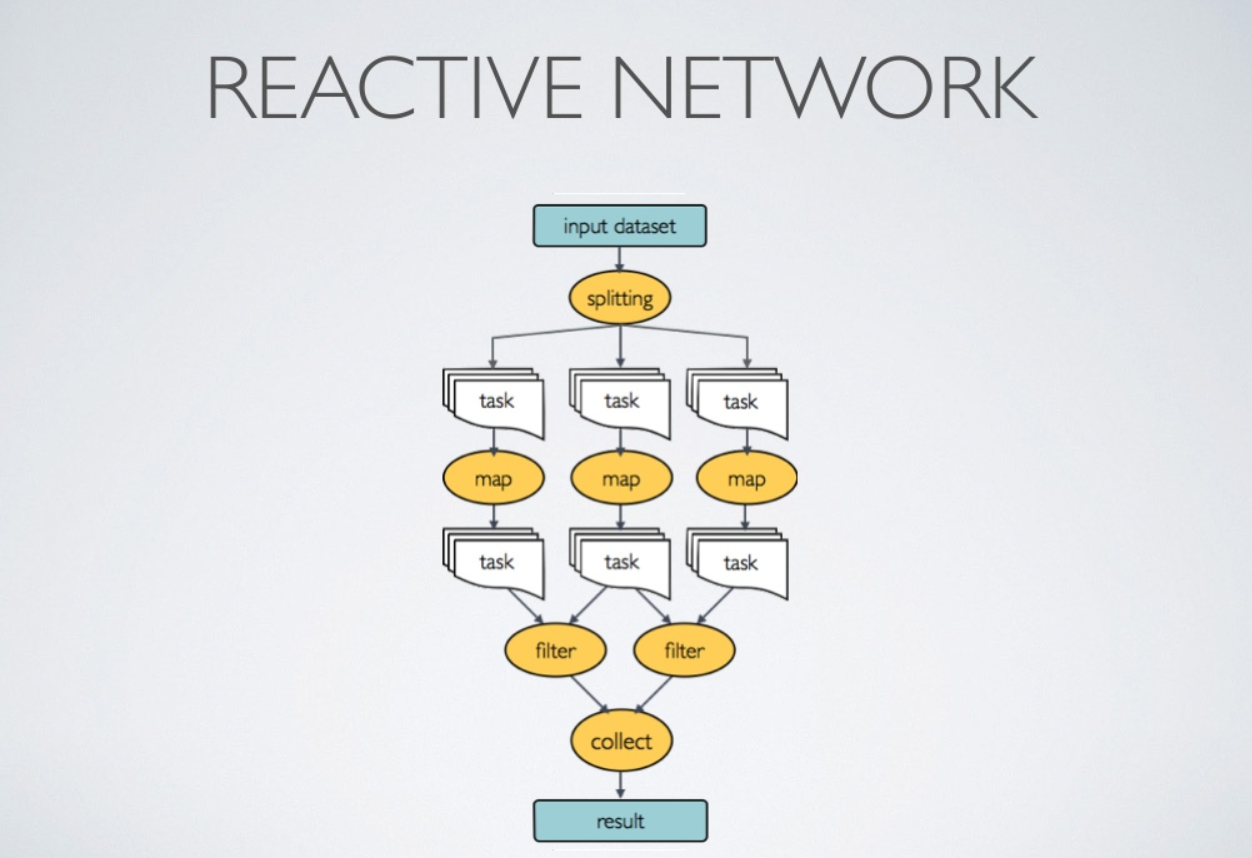 REACTIVE NETWORK
input dataset
splitting
task
task
task
map
map
map
task
task
task
filter
filter
collect
result